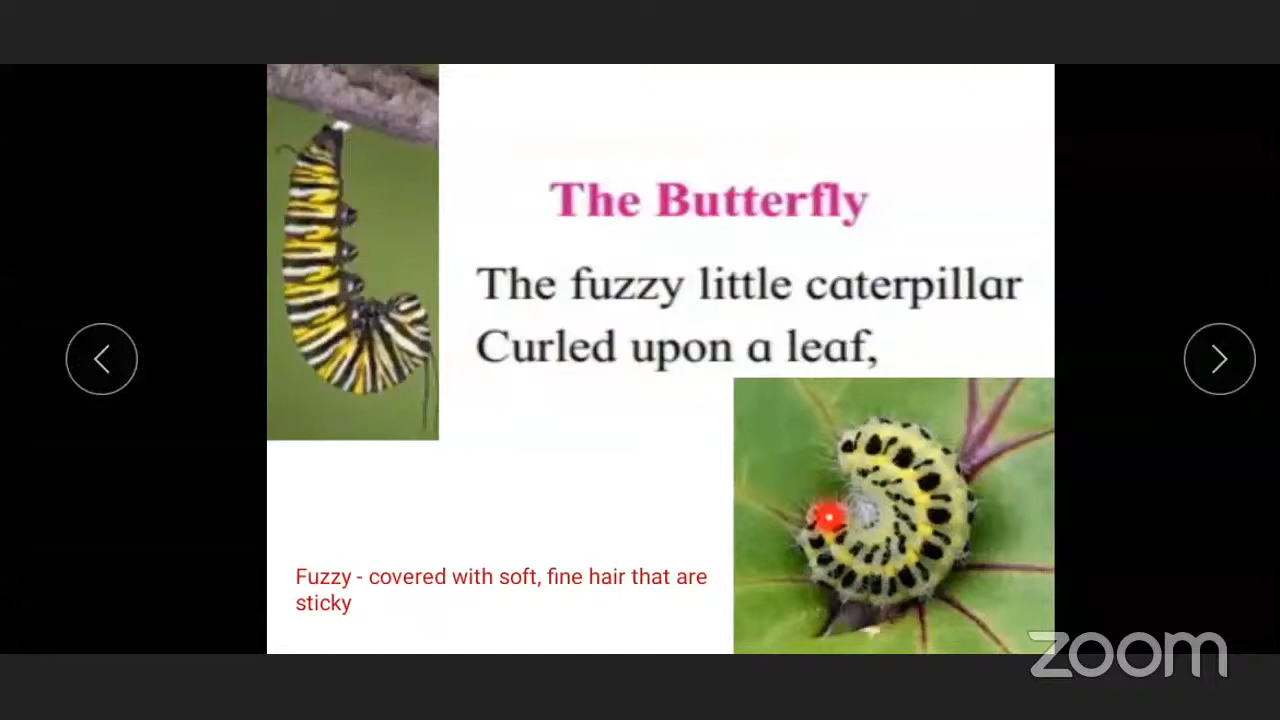 The Butterfly
The fuzzy little caterpillar
Curled upon a leaf,
Fuzzy - covered with soft, fine hair that are
sticky
zoom